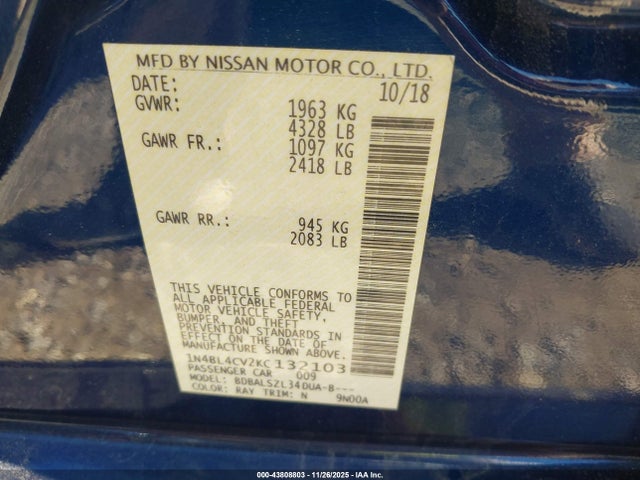 MFD BY NISSAN MOTOR CO., LTD.
DATE: 10/18
GVWR: 1963 KG
4328 LB
GAWR FR.: 1097 KG
2418 LB
GAWR RR.: 945 KG
2083 LB
THIS VEHICLE CONFORMS TO
ALL APPLICABLE FEDERAL
MOTOR VEHICLE SAFETY,
BUMPER, AND THEFT
PREVENTION STANDARDS IN
EFFECT ON THE DATE OF
MANUFACTURE SHOWN ABOVE.
1N4BL4CV2KC132103
PASSENGER CAR 009
MODEL: BDBALSZL34DUA-B---
COLOR: RAY TRIM: N 9N00A
000-43808803 - 11/26/2025 - IAA Inc.